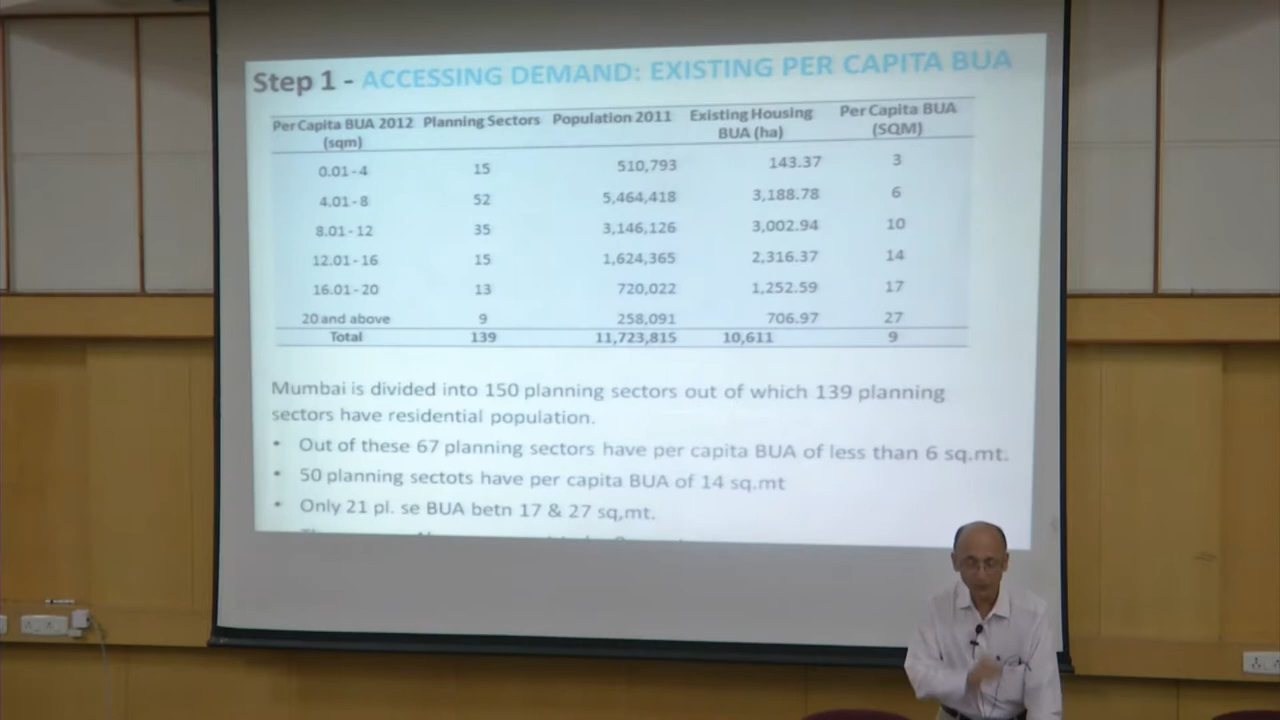 Step 1 - ACCESSING DEMAND: EXISTING PER CAPITA BUA
Per Capita BUA 2012 (sqm) Planning Sectors Population 2011 Existing Housing BUA (ha) Per Capita BUA (SQM)
0.01-4 15 510,793 143.37 3
4.01-8 52 5,464,418 3,188.78 6
8.01-12 35 3,146,126 3,002.94 10
12.01-16 15 1,624,365 2,316.37 14
16.01-20 13 720,022 1,252.59 17
20 and above 9 258,091 706.97 27
Total 139 11,723,815 10,611 9
Mumbai is divided into 150 planning sectors out of which 139 planning
sectors have residential population.
• Out of these 67 planning sectors have per capita BUA of less than 6 sq.mt.
• 50 planning sectots have per capita BUA of 14 sq.mt
• Only 21 pl. se BUA betn 17 & 27 sq,mt.